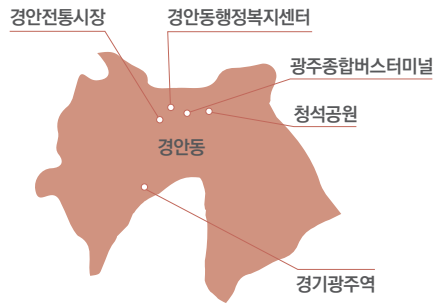 경안전통시장
경안동행정복지센터
광주종합버스터미널
청석공원
경안동
경기광주역